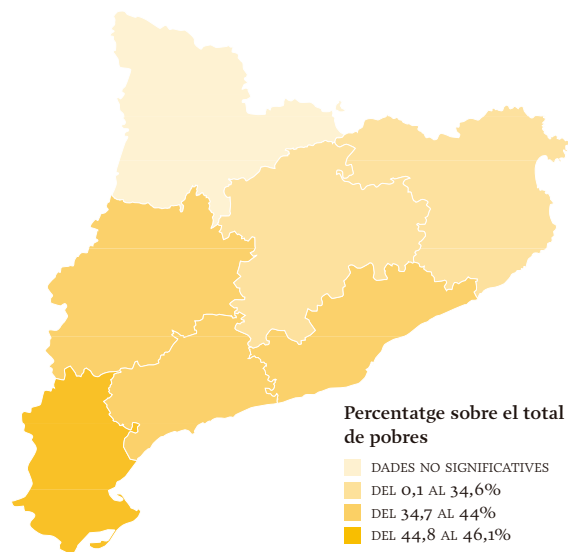 Percentatge sobre el total
de pobres
DADES NO SIGNIFICATIVES
DEL 0,1 AL 34,6%
DEL 34,7 AL 44%
DEL 44,8 AL 46,1%